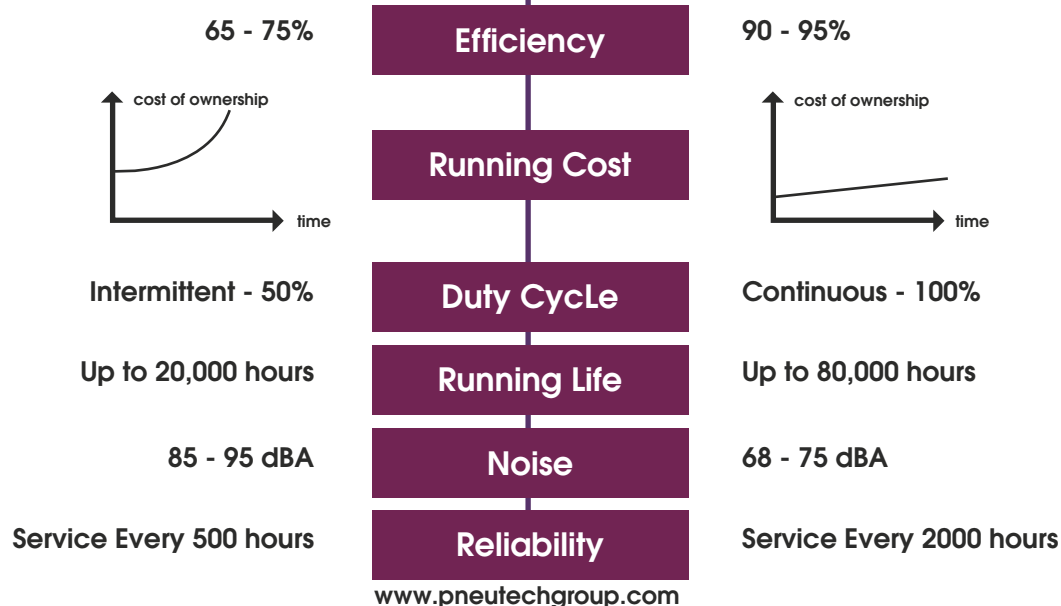 65 - 75%
Efficiency
90 - 95%
cost of ownership
time
Running Cost
cost of ownership
time
Intermittent - 50%
Duty CycLe
Continuous - 100%
Up to 20,000 hours
Running Life
Up to 80,000 hours
85 - 95 dBA
Noise
68 - 75 dBA
Service Every 500 hours
Reliability
Service Every 2000 hours
www.pneutechgroup.com